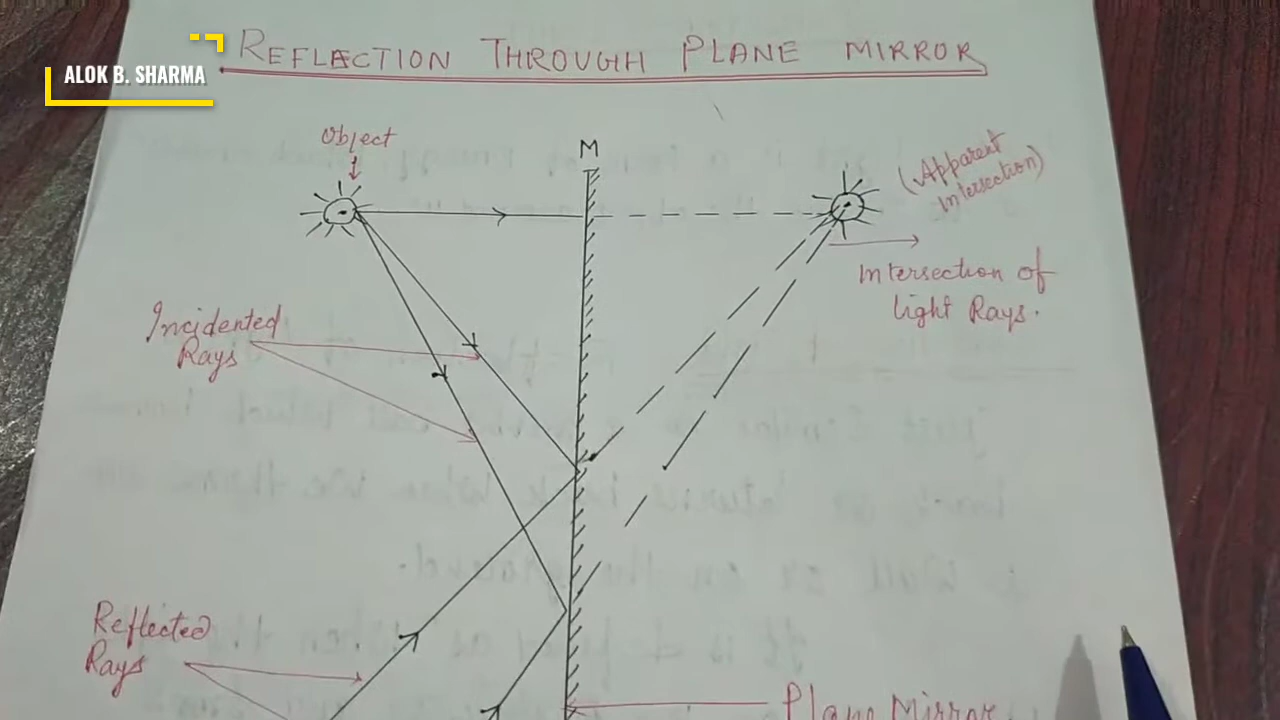 ALOK B. SHARMA
REFLECTION THROUGH PLANE MIRROR
Object
M
(Apparent
Intersection)
Intersection of
light Rays.
Incidented
Rays
Reflected
Rays
Plane Mirror